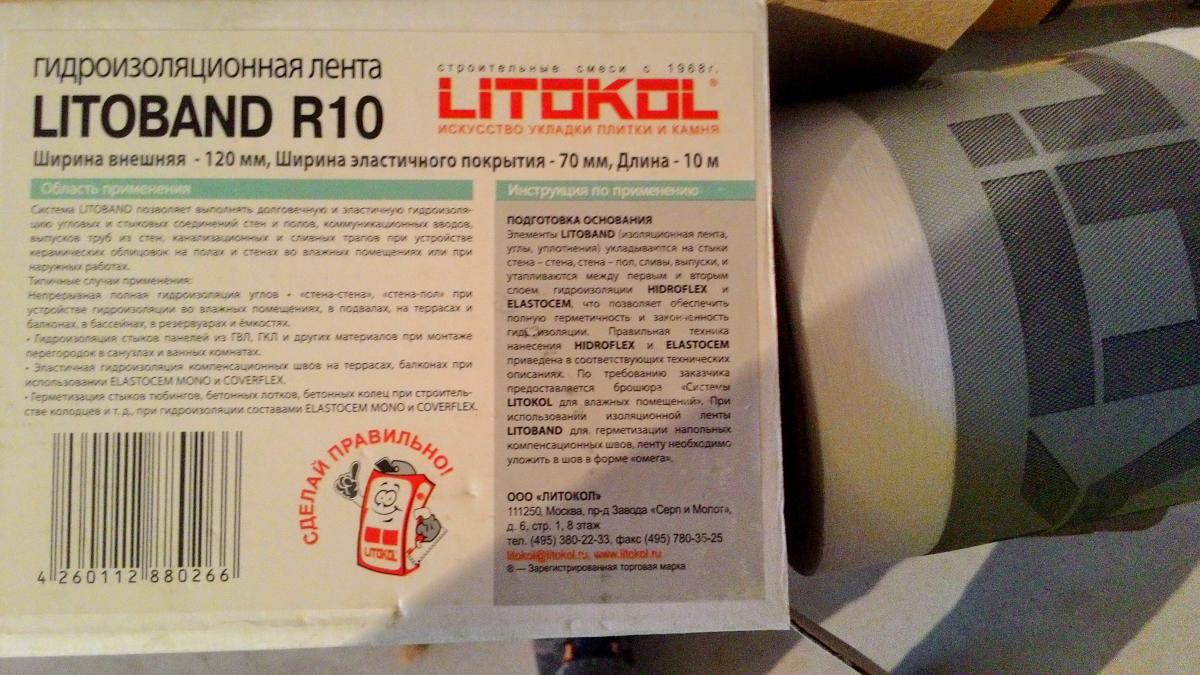 гидроизоляционная лента
LITOBAND R10
строительные смеси с 1968г.
LITOKOL®
ИСКУССТВО УКЛАДКИ ПЛИТКИ И КАМНЯ
Ширина внешняя - 120 мм, Ширина эластичного покрытия - 70 мм, Длина - 10 м
Область применения
Система LITOBAND позволяет выполнять долговечную и эластичную гидроизоля-
цию угловых и стыковых соединений стен и полов, коммуникационных вводов,
выпусков труб из стен, канализационных и сливных трапов при устройстве
керамических облицовок на полах и стенах во влажных помещениях или при
наружных работах.
Типичные случаи применения:
Непрерывная полная гидроизоляция углов - «стена-стена», «стена-пол» при
устройстве гидроизоляции во влажных помещениях, в подвалах, на террасах и
балконах, в бассейнах, в резервуарах и ёмкостях.
• Гидроизоляция стыков панелей из ГВЛ, ГКЛ и других материалов при монтаже
перегородок в санузлах и ванных комнатах.
• Эластичная гидроизоляция компенсационных швов на террасах, балконах при
использовании ELASTOCEM MONO и COVERFLEX.
• Герметизация стыков тюбингов, бетонных лотков, бетонных колец при строитель-
стве колодцев и т. д., при гидроизоляции составами ELASTOCEM MONO и COVERFLEX.
4 260112 880266
СДЕЛАЙ ПРАВИЛЬНО!
LITOKOL
Инструкция по применению
ПОДГОТОВКА ОСНОВАНИЯ
Элементы LITOBAND (изоляционная лента,
углы, уплотнения) укладываются на стыки
стена – стена, стена – пол, сливы, выпуски, и
утапливаются между первым и вторым
слоем гидроизоляции HIDROFLEX и
ELASTOCEM, что позволяет обеспечить
полную герметичность и законченность
гидроизоляции. Правильная техника
нанесения HIDROFLEX и ELASTOCEM
приведена в соответствующих технических
описаниях. По требованию заказчика
предоставляется брошюра «Системы
LITOKOL для влажных помещений». При
использовании изоляционной ленты
LITOBAND для герметизации напольных
компенсационных швов, ленту необходимо
уложить в шов в форме «омега».
ООО «ЛИТОКОЛ»
111250, Москва, пр-д Завода «Серп и Молот»,
д. 6, стр. 1, 8 этаж
тел. (495) 380-22-33, факс (495) 780-35-25
litokol@litokol.ru, www.litokol.ru
® — Зарегистрированная торговая марка